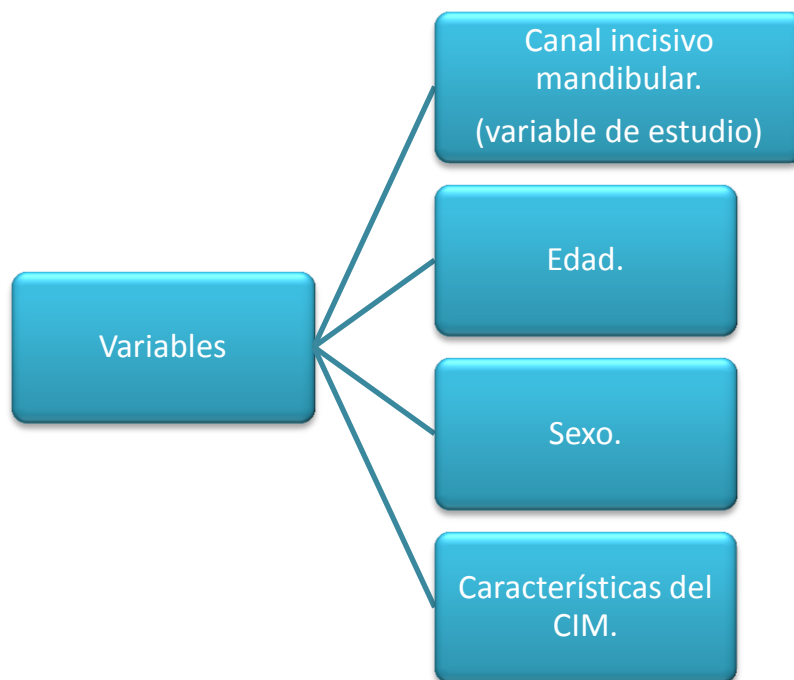 Canal incisivo
mandibular.
(variable de estudio)
Edad.
Variables
Sexo.
Características del
CIM.